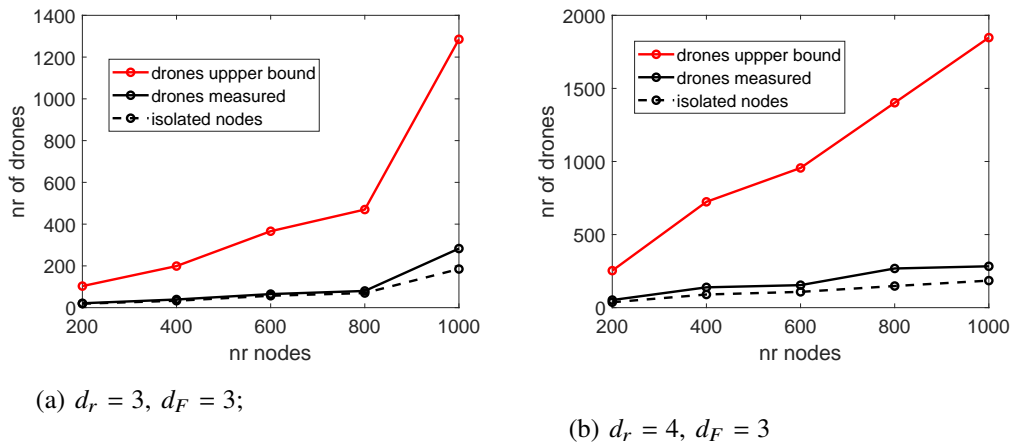 1400
1200
1000
800
600
400
200
0
nr of drones
drones uppper bound
drones measured
isolated nodes
200 400 600 800 1000
nr nodes
(a) d_r = 3, d_F = 3;
2000
1500
1000
500
0
nr of drones
drones uppper bound
drones measured
isolated nodes
200 400 600 800 1000
nr nodes
(b) d_r = 4, d_F = 3